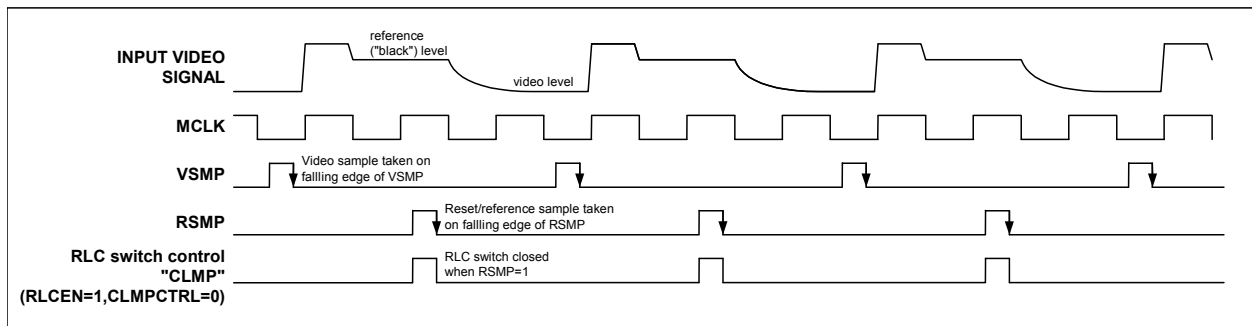 INPUT VIDEO
SIGNAL
reference
("black") level
video level
MCLK
VSMP
Video sample taken on
fallling edge of VSMP
RSMP
Reset/reference sample taken
on fallling edge of RSMP
RLC switch control
"CLMP"
(RLCEN=1,CLMPCTRL=0)
RLC switch closed
when RSMP=1